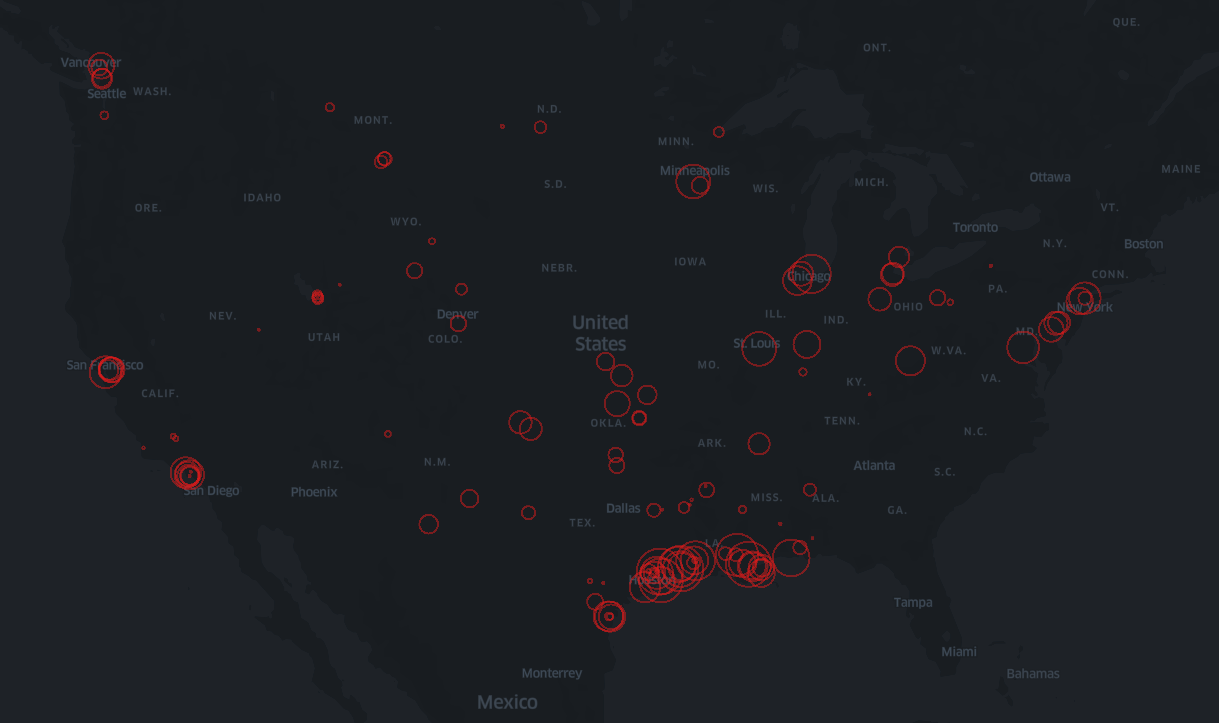 QUE.
ONT.
Vancouver
Seattle
WASH.
MONT.
N.D.
MINN.
Minneapolis
MAINE
Ottawa
S.D.
WIS.
MICH.
IDAHO
ORE.
VT.
WYO.
Toronto
N.Y.
Boston
NEBR.
IOWA
Chicago
CONN.
PA.
OHIO
New York
NEV.
Denver
ILL.
IND.
United
States
UTAH
COLO.
St. Louis
MD.
W.VA.
San Francisco
MO.
KY.
VA.
CALIF.
OKLA.
TENN.
N.C.
ARK.
ARIZ.
N.M.
Atlanta
S.C.
San Diego
Phoenix
MISS.
ALA.
Dallas
GA.
TEX.
LA.
Houston
Tampa
Miami
Monterrey
Bahamas
Mexico